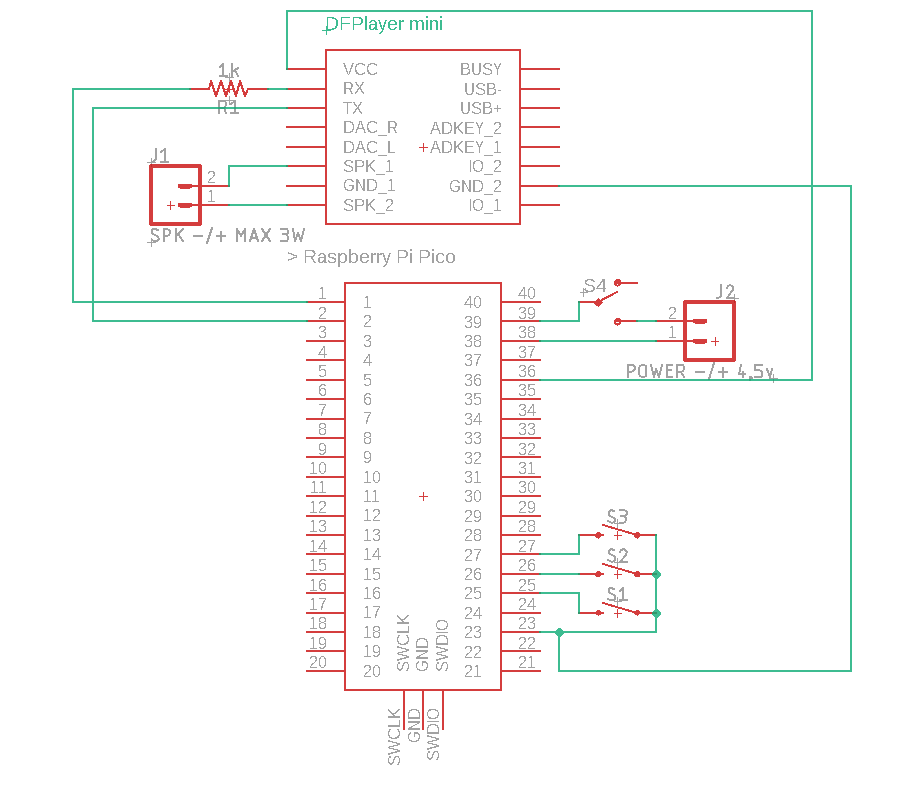 DFPlayer mini
1k
R1
VCC BUSY
RX USB-
TX USB+
DAC_R ADKEY_2
DAC_L ADKEY_1
SPK_1 IO_2
GND_1 GND_2
SPK_2 IO_1
J1
2
1
SPK -/+ MAX 3W
> Raspberry Pi Pico
1 1 40 40
2 2 39 39
3 3 38 38
4 4 37 37
5 5 36 36
6 6 35 35
7 7 34 34
8 8 33 33
9 9 32 32
10 10 31 31
11 11 30 30
12 12 29 29
13 13 28 28
14 14 27 27
15 15 26 26
16 16 25 25
17 17 24 24
18 18 23 23
19 19 22 22
20 20 21 21
SWCLK
GND
SWDIO
SWCLK
GND
SWDIO
S4
J2
2
1
POWER -/+ 4.5v
S3
S2
S1